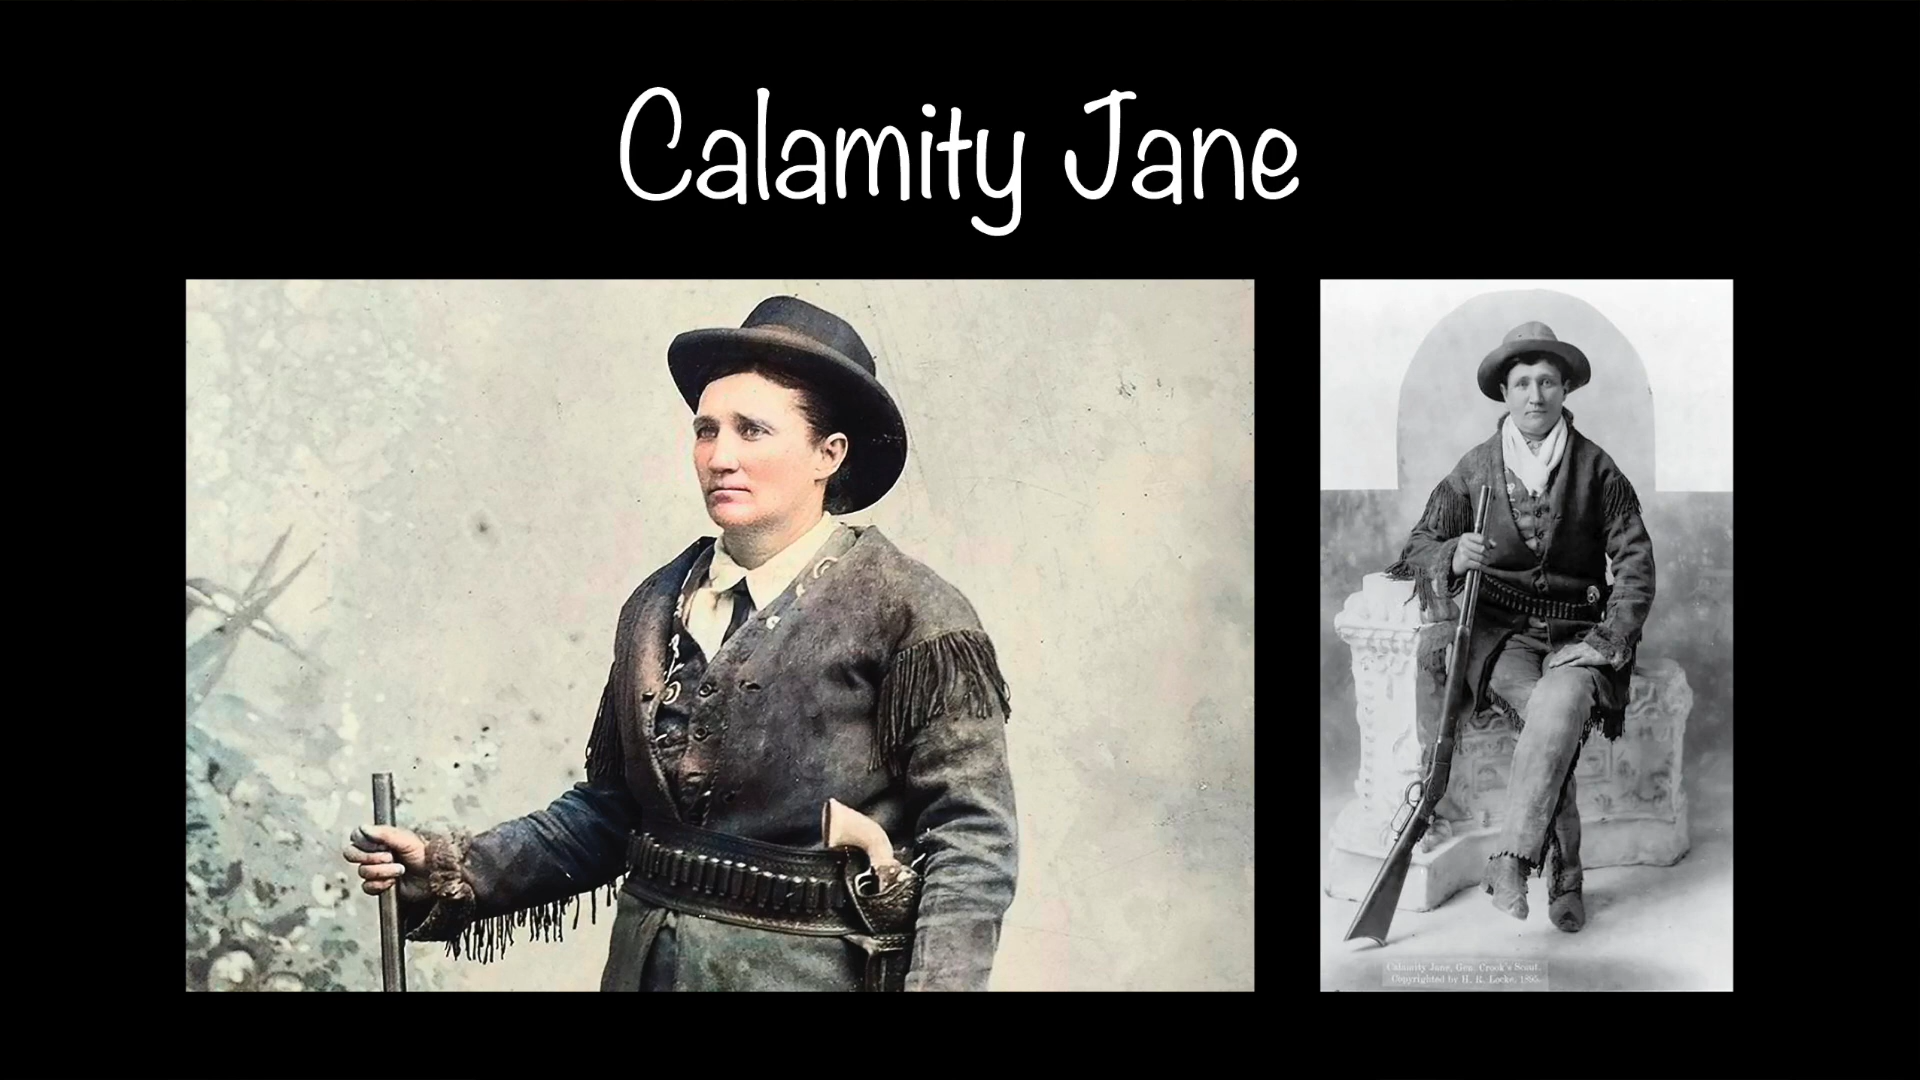 Calamity Jane
Calamity Jane, Gen. Crook's Scout.
Copyrighted by H. R. Locke, 1895.